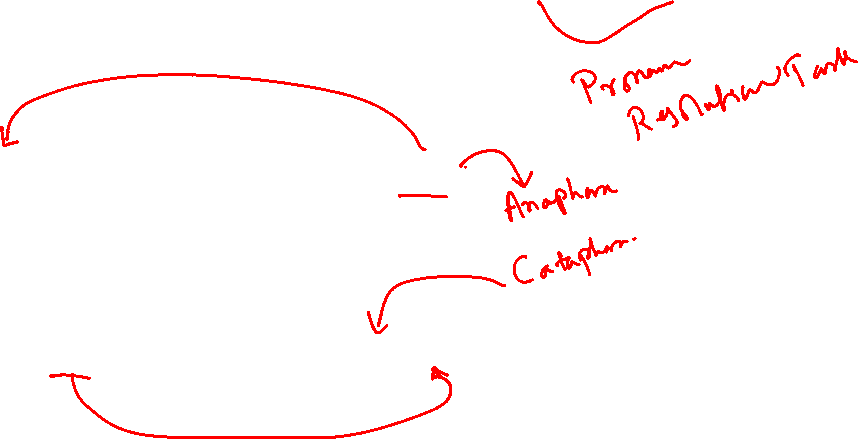 Pronoun
Resolution Task
Anaphora
Cataphora.